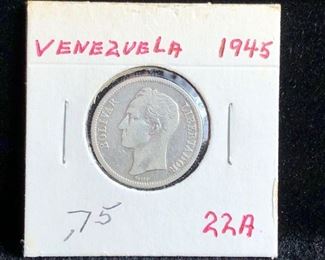 VENEZUELA 1945
BOLIVAR LIBERTADOR
,75 22A